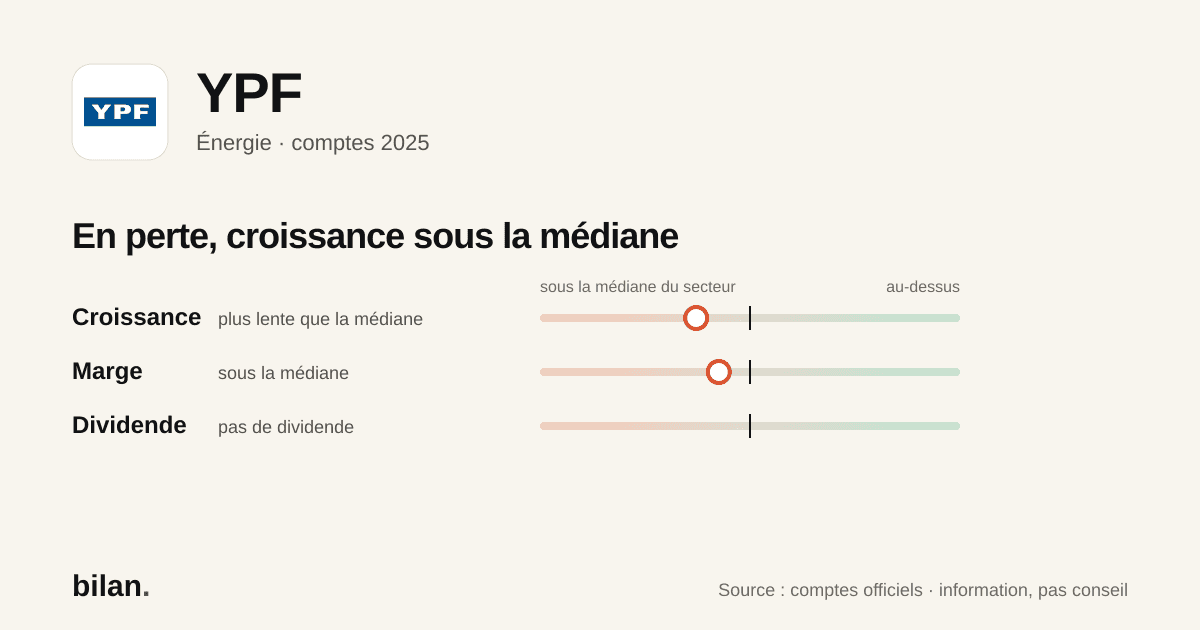 YPF
YPF
Énergie · comptes 2025
En perte, croissance sous la médiane
sous la médiane du secteur au-dessus
Croissance plus lente que la médiane
Marge sous la médiane
Dividende pas de dividende
bilan.
Source : comptes officiels · information, pas conseil